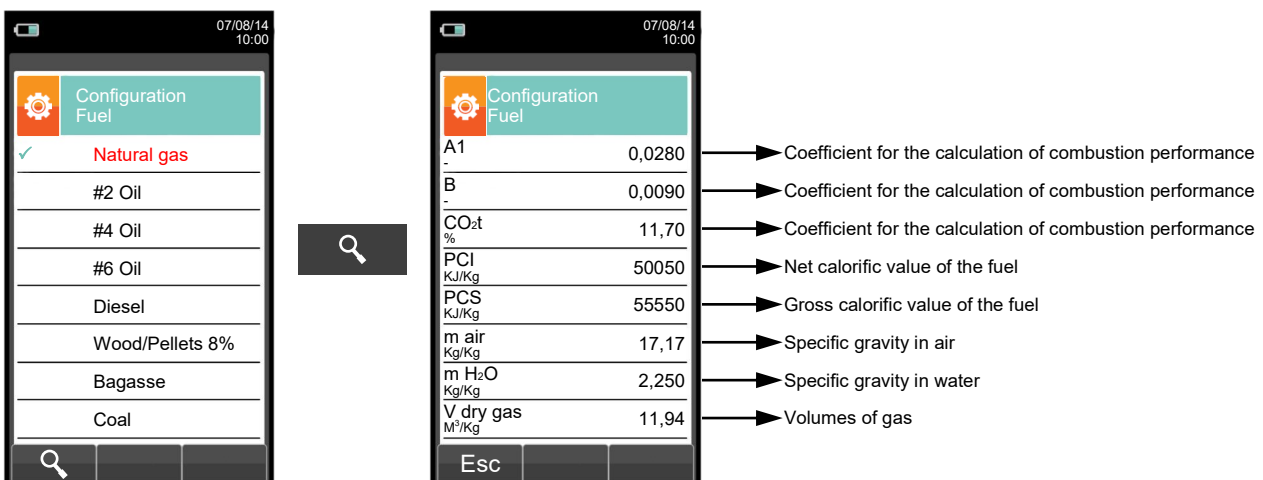 07/08/14
10:00
Configuration
Fuel
✓ Natural gas
#2 Oil
#4 Oil
#6 Oil
Diesel
Wood/Pellets 8%
Bagasse
Coal
07/08/14
10:00
Configuration
Fuel
A1
-
0,0280
Coefficient for the calculation of combustion performance
B
-
0,0090
Coefficient for the calculation of combustion performance
CO₂t
%
11,70
Coefficient for the calculation of combustion performance
PCI
KJ/Kg
50050
Net calorific value of the fuel
PCS
KJ/Kg
55550
Gross calorific value of the fuel
m air
Kg/Kg
17,17
Specific gravity in air
m H₂O
Kg/Kg
2,250
Specific gravity in water
V dry gas
M³/Kg
11,94
Volumes of gas
Esc